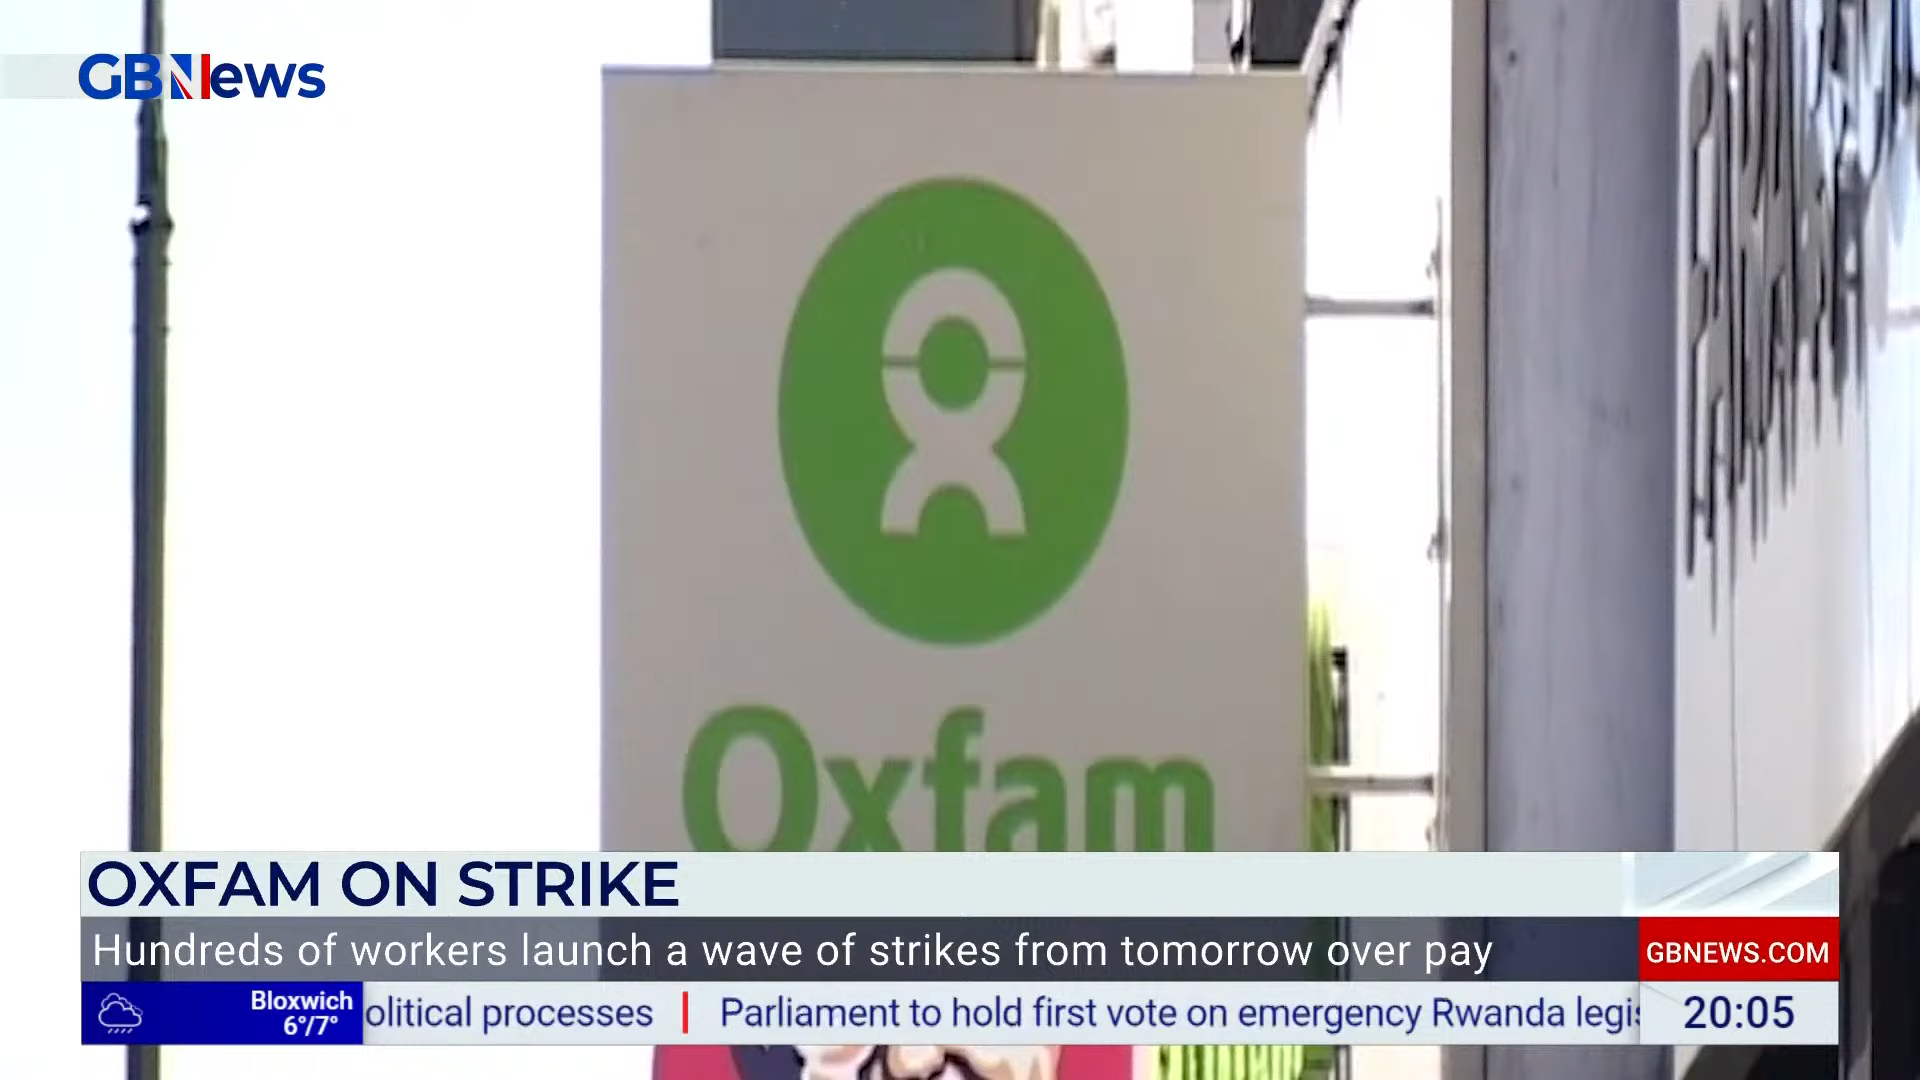 GBNews
Oxfam
OXFAM ON STRIKE
Hundreds of workers launch a wave of strikes from tomorrow over pay
GBNEWS.COM
Bloxwich
6°/7°
olitical processes | Parliament to hold first vote on emergency Rwanda legis
20:05